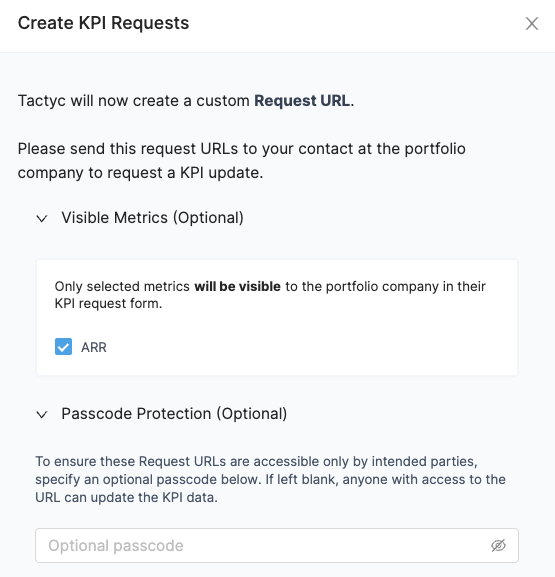 Create KPI Requests
Tactyc will now create a custom Request URL.
Please send this request URLs to your contact at the portfolio
company to request a KPI update.
Visible Metrics (Optional)
Only selected metrics will be visible to the portfolio company in their
KPI request form.
ARR
Passcode Protection (Optional)
To ensure these Request URLs are accessible only by intended parties,
specify an optional passcode below. If left blank, anyone with access to the
URL can update the KPI data.
Optional passcode